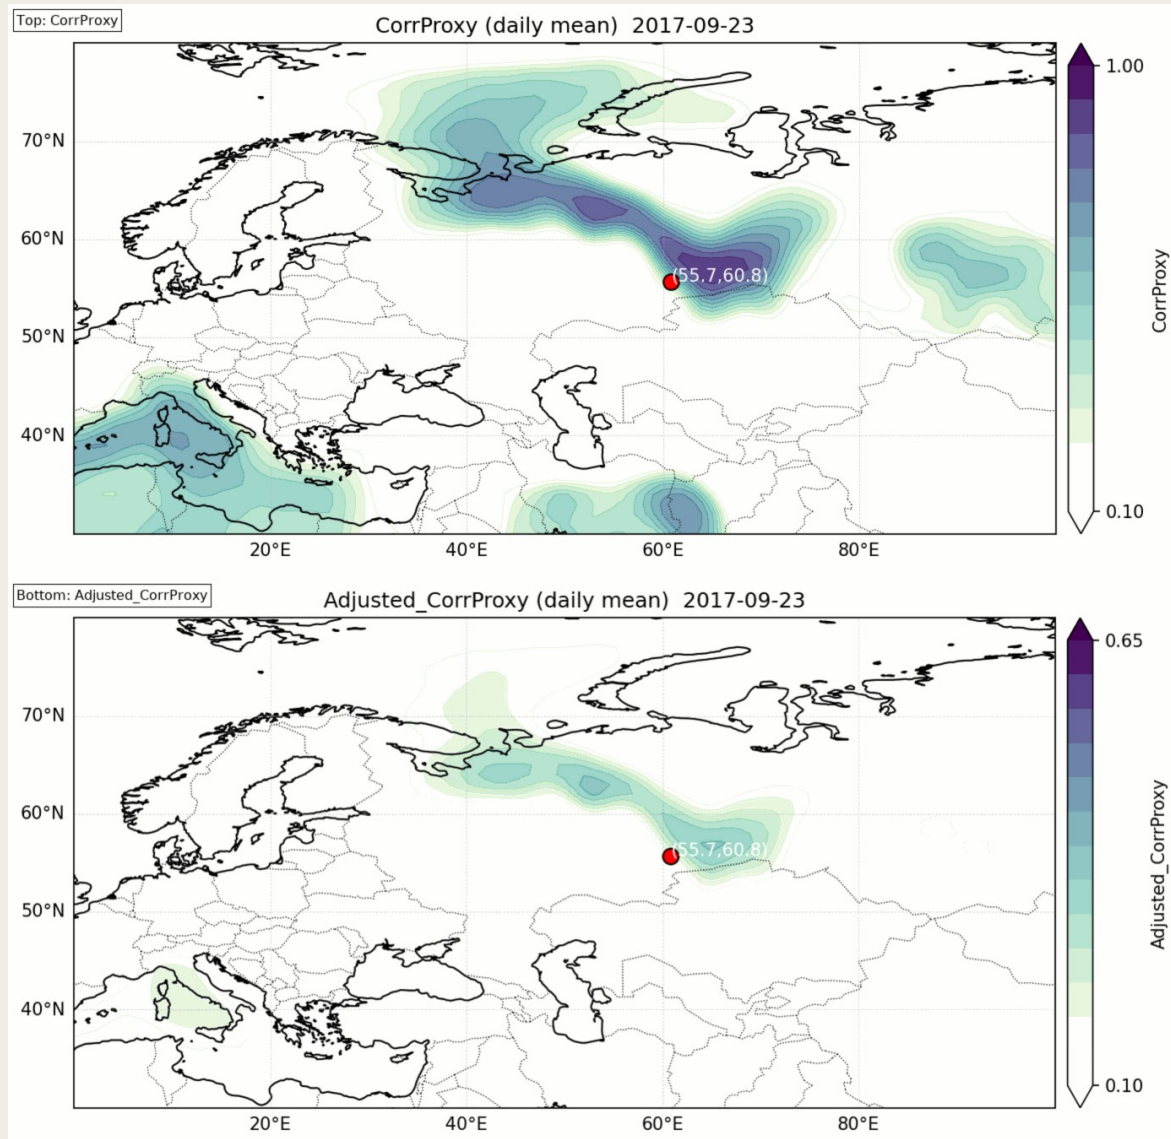 Top: CorrProxy
CorrProxy (daily mean)  2017-09-23
1.00
70°N
60°N
(55.7,60.8)
50°N
40°N
0.10
CorrProxy
20°E
40°E
60°E
80°E
Bottom: Adjusted_CorrProxy
Adjusted_CorrProxy (daily mean)  2017-09-23
0.65
70°N
60°N
(55.7,60.8)
50°N
40°N
0.10
Adjusted_CorrProxy
20°E
40°E
60°E
80°E